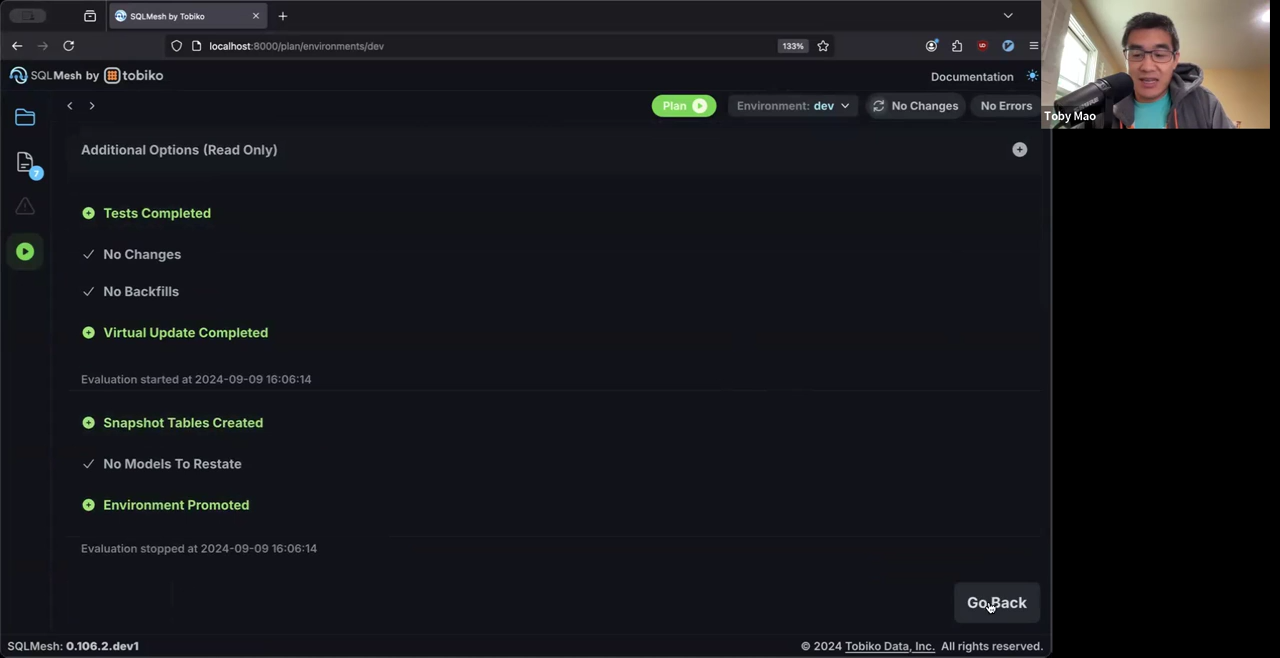 SQLMesh by Tobiko
localhost:8000/plan/environments/dev
133%
SQLMesh by tobiko
Documentation
Toby Mao
Plan
Environment: dev
No Changes
No Errors
Additional Options (Read Only)
7
Tests Completed
No Changes
No Backfills
Virtual Update Completed
Evaluation started at 2024-09-09 16:06:14
Snapshot Tables Created
No Models To Restate
Environment Promoted
Evaluation stopped at 2024-09-09 16:06:14
Go Back
SQLMesh: 0.106.2.dev1
© 2024 Tobiko Data, Inc. All rights reserved.